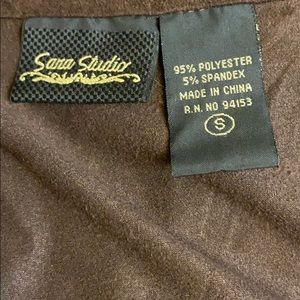 Sara Studio
95% POLYESTER
5% SPANDEX
MADE IN CHINA
R.N. NO 94153
S